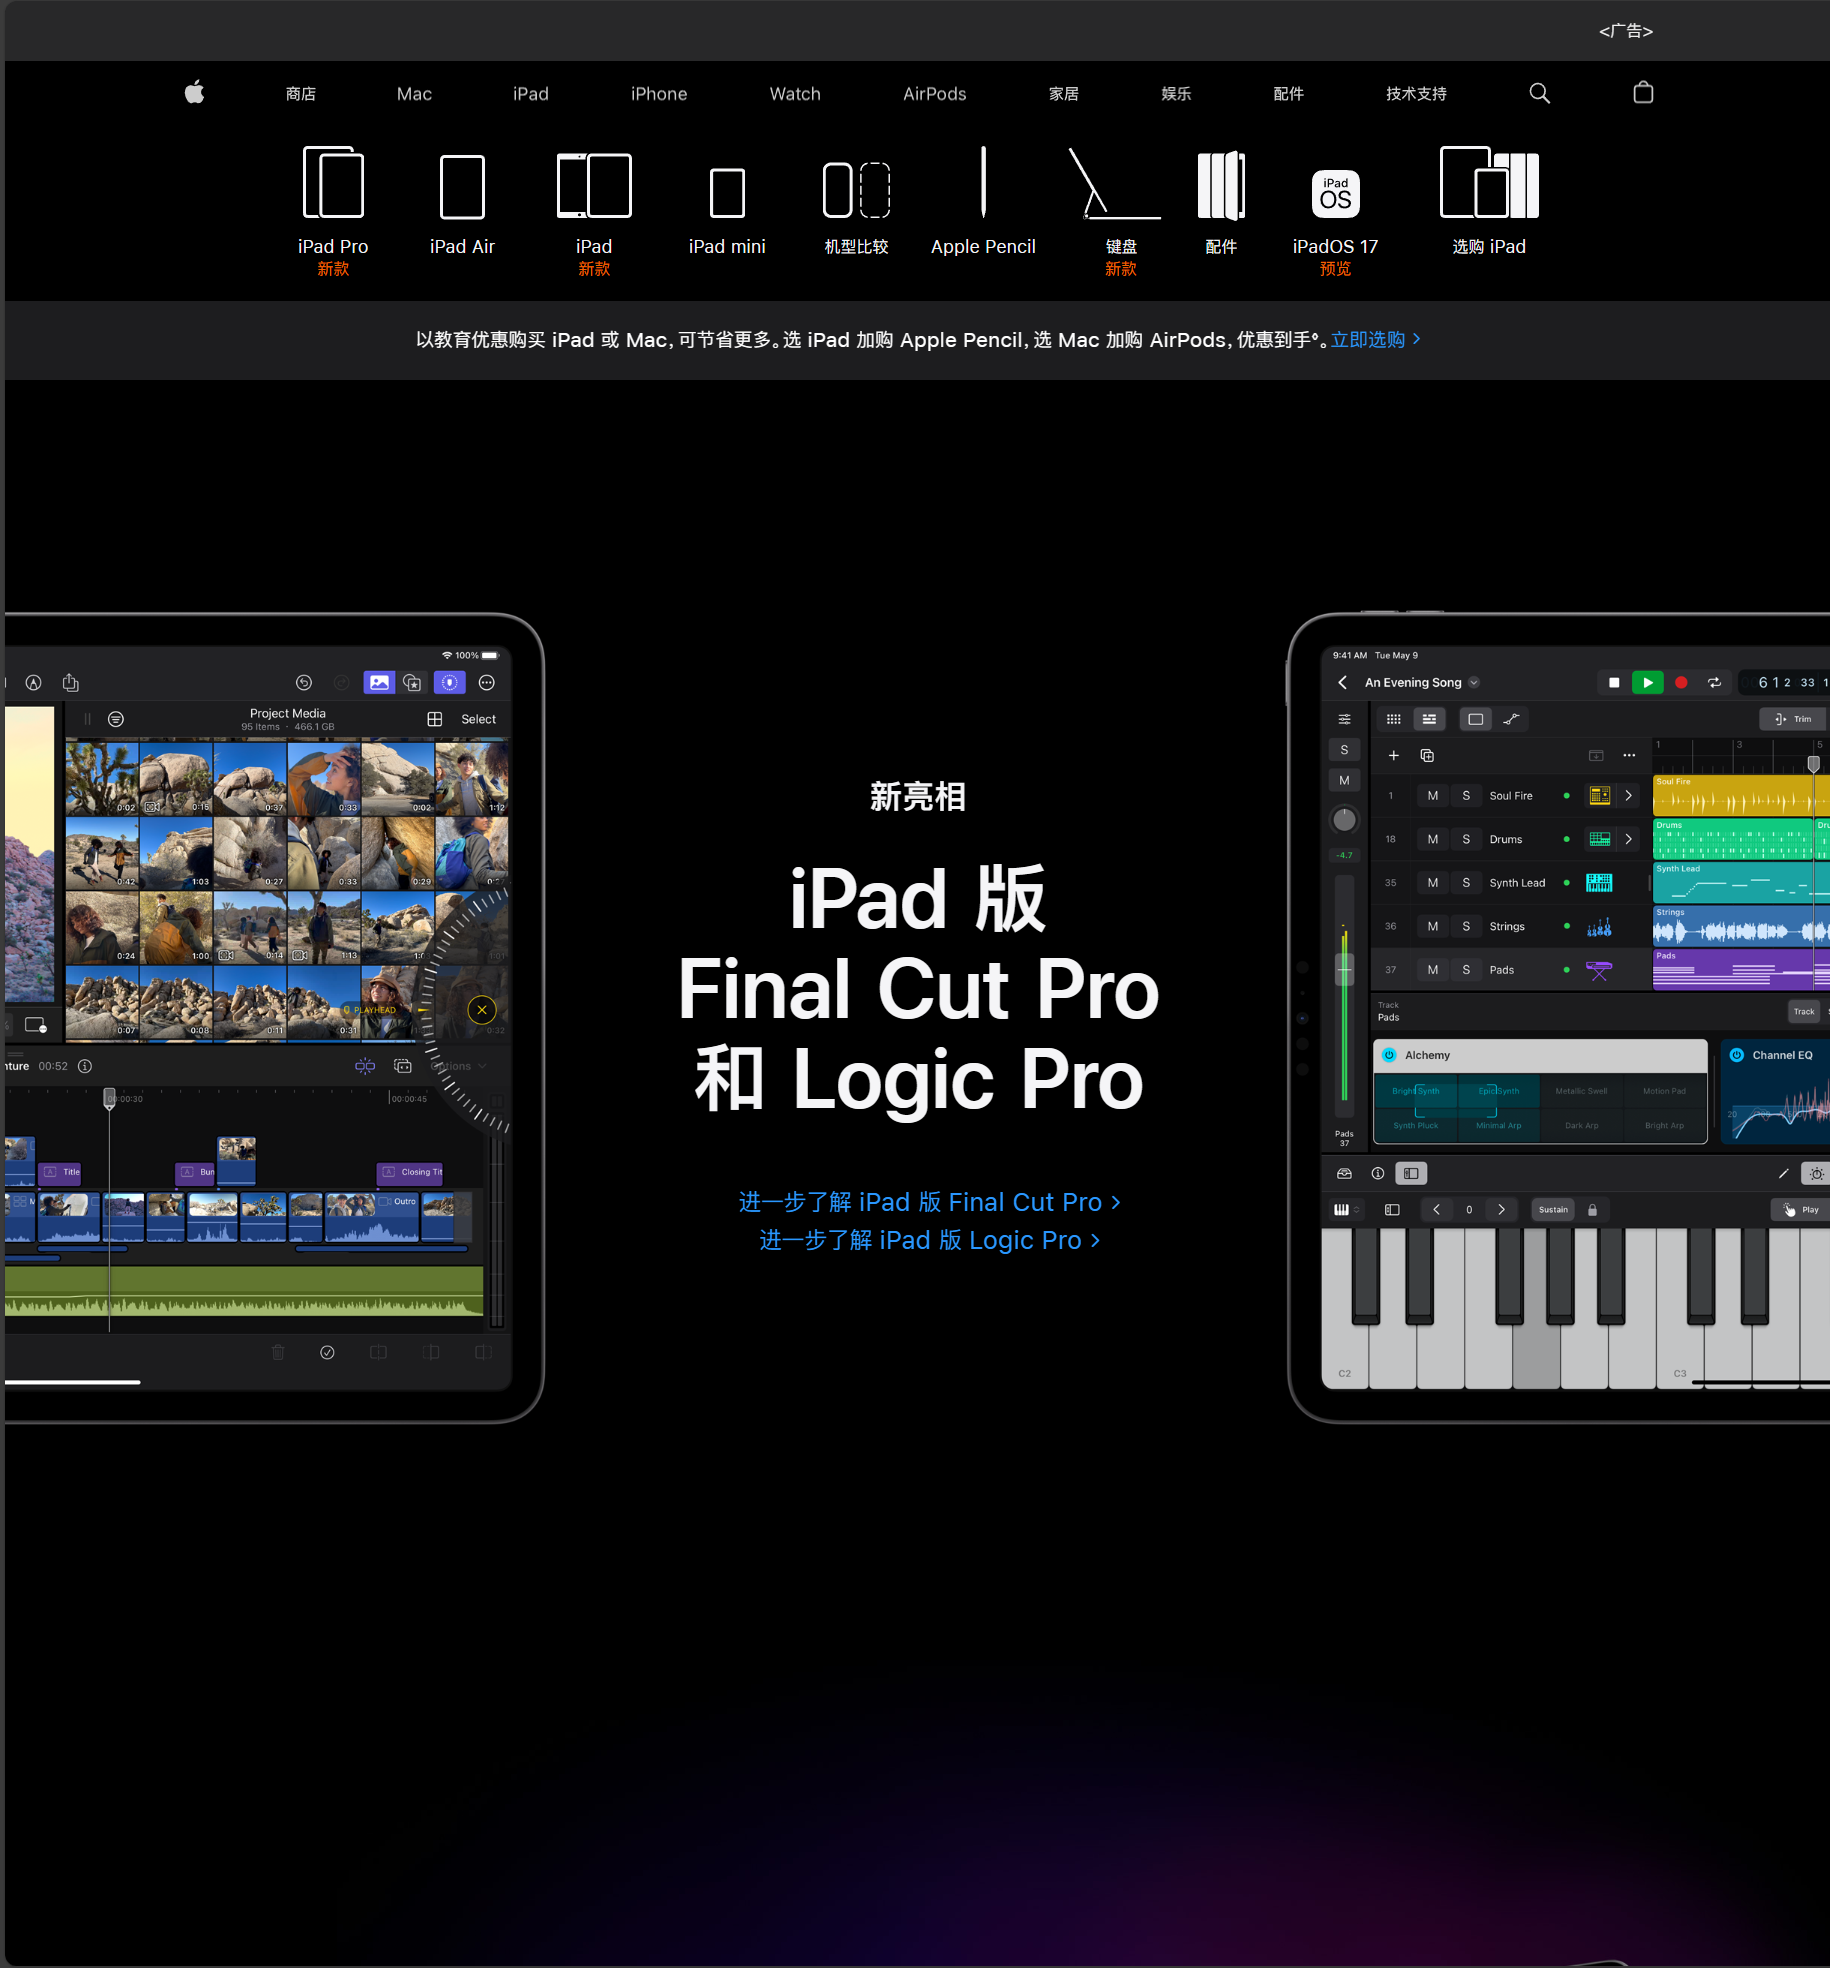 <广告>
商店 Mac iPad iPhone Watch AirPods 家居 娱乐 配件 技术支持
iPad OS
iPad Pro iPad Air iPad iPad mini 机型比较 Apple Pencil 键盘 配件 iPadOS 17 选购 iPad
新款 新款 新款 预览
以教育优惠购买 iPad 或 Mac，可节省更多。选 iPad 加购 Apple Pencil，选 Mac 加购 AirPods，优惠到手°。立即选购 >
新亮相
iPad 版
Final Cut Pro
和 Logic Pro
进一步了解 iPad 版 Final Cut Pro >
进一步了解 iPad 版 Logic Pro >
100%
Project Media
95 Items · 466.1 GB
Select
0:02 0:15 0:37 0:33 0:02 1:12
0:42 1:03 0:27 0:33 0:29
0:24 1:00 0:14 1:13
0:07 0:08 0:11 0:31
PLAYHEAD
nture 00:52
Options
00:00:30 00:00:45
Title Bun Closing Tit
Outro
9:41 AM Tue May 9
An Evening Song
6 1 2 33 1
Trim
S
M
1 3 5
1 M S Soul Fire
Soul Fire
18 M S Drums
Drums Dru
35 M S Synth Lead
Synth Lead
36 M S Strings
Strings
37 M S Pads
Pads
-4.7
Track
Pads
Track
Alchemy
Channel EQ
Bright Synth Epic Synth Metallic Swell Motion Pad
Synth Pluck Minimal Arp Dark Arp Bright Arp
20
Pads
37
0
Sustain
Play
C2 C3